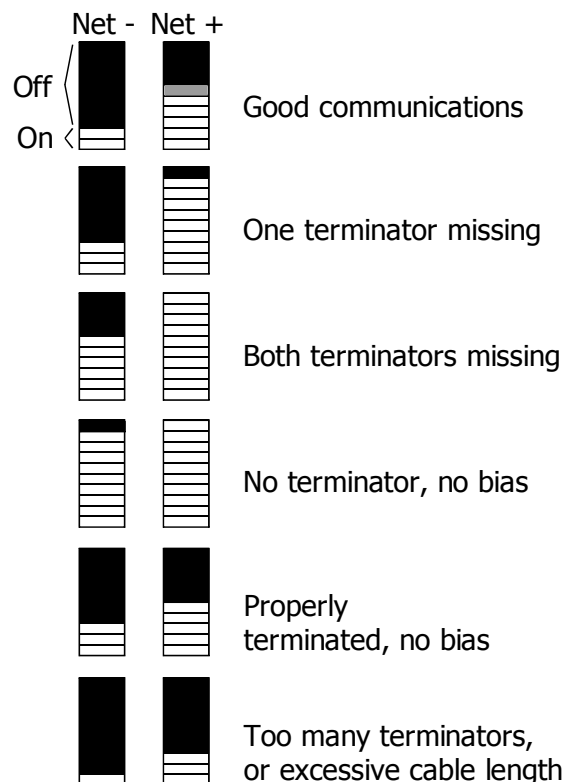 Net - Net +
Off
On
Good communications
One terminator missing
Both terminators missing
No terminator, no bias
Properly
terminated, no bias
Too many terminators,
or excessive cable length